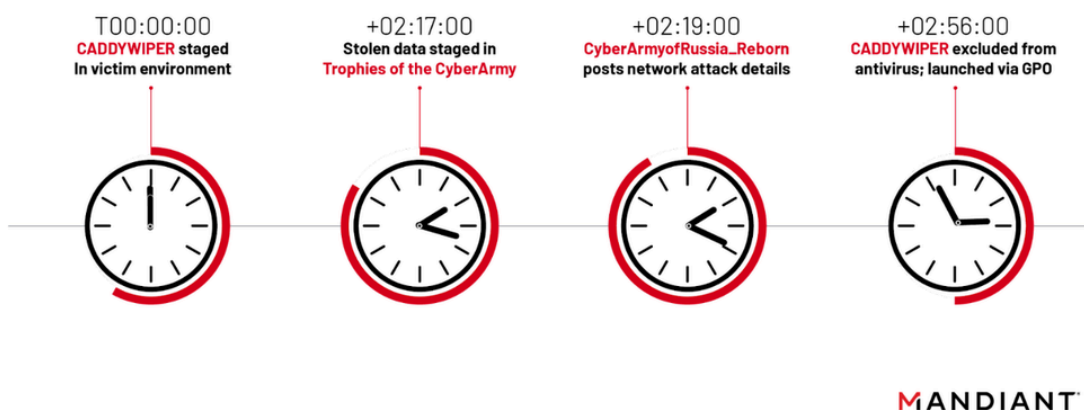 T00:00:00
CADDYWIPER staged
In victim environment
+02:17:00
Stolen data staged in
Trophies of the CyberArmy
+02:19:00
CyberArmyofRussia_Reborn
posts network attack details
+02:56:00
CADDYWIPER excluded from
antivirus; launched via GPO
MANDIANT